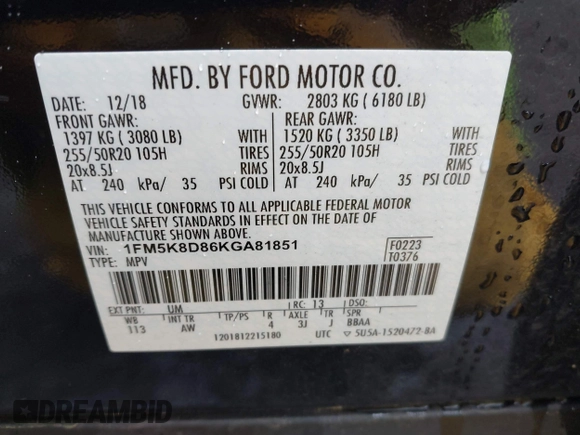 MFD. BY FORD MOTOR CO.
DATE: 12/18 GVWR: 2803 KG ( 6180 LB)
FRONT GAWR: REAR GAWR:
1397 KG ( 3080 LB) WITH 1520 KG ( 3350 LB) WITH
255/50R20 105H TIRES 255/50R20 105H TIRES
20x8.5J RIMS 20x8.5J RIMS
AT 240 kPa/ 35 PSI COLD AT 240 kPa/ 35 PSI COLD
THIS VEHICLE CONFORMS TO ALL APPLICABLE FEDERAL MOTOR
VEHICLE SAFETY STANDARDS IN EFFECT ON THE DATE OF
MANUFACTURE SHOWN ABOVE.
VIN: 1FM5K8D86KGA81851 F0223
TYPE: MPV T0376
EXT PNT: UM RC: 13 DSO:
WB INT TR TP/PS R AXLE TR SPR
113 AW 4 3J J BBAA
1201812215180 UTC ▽ 5U5A-1520472-BA
DREAMBID